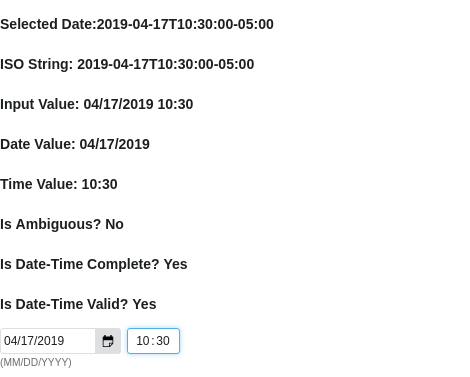 Selected Date:2019-04-17T10:30:00-05:00
ISO String: 2019-04-17T10:30:00-05:00
Input Value: 04/17/2019 10:30
Date Value: 04/17/2019
Time Value: 10:30
Is Ambiguous? No
Is Date-Time Complete? Yes
Is Date-Time Valid? Yes
04/17/2019 10:30
(MM/DD/YYYY)